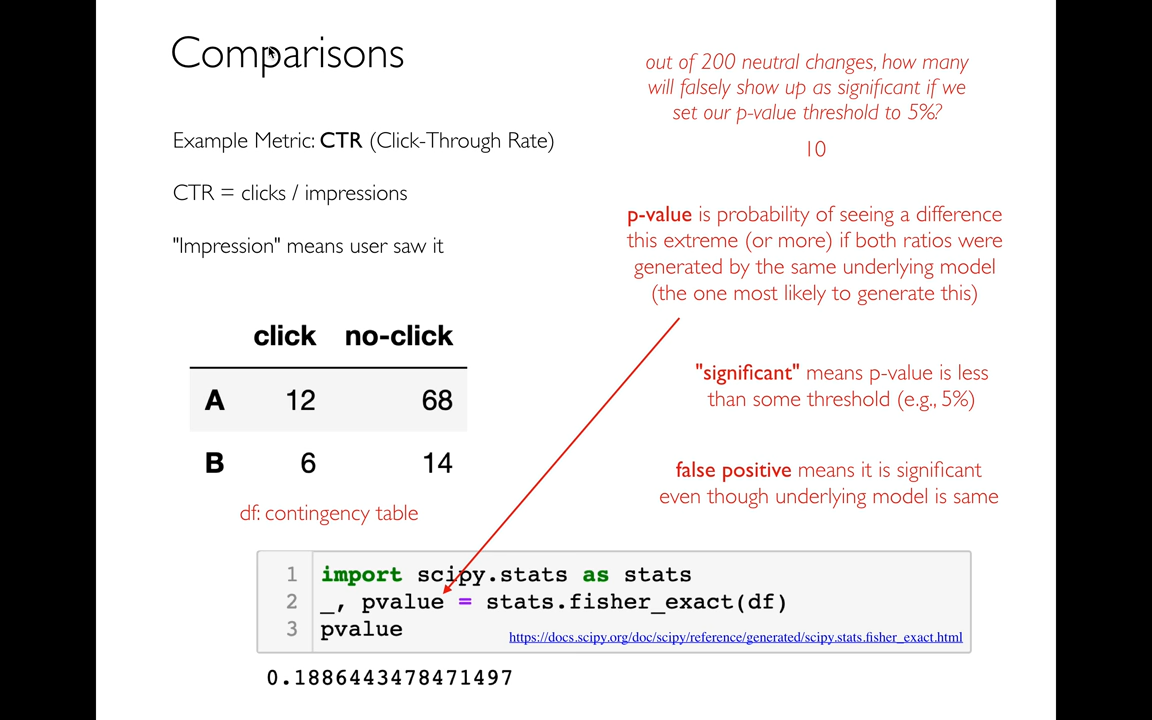 Comparisons
Example Metric: CTR (Click-Through Rate)
CTR = clicks / impressions
"Impression" means user saw it
click no-click
A 12 68
B 6 14
df: contingency table
out of 200 neutral changes, how many
will falsely show up as significant if we
set our p-value threshold to 5%?
10
p-value is probability of seeing a difference
this extreme (or more) if both ratios were
generated by the same underlying model
(the one most likely to generate this)
"significant" means p-value is less
than some threshold (e.g., 5%)
false positive means it is significant
even though underlying model is same
1 import scipy.stats as stats
2 _, pvalue = stats.fisher_exact(df)
3 pvalue
https://docs.scipy.org/doc/scipy/reference/generated/scipy.stats.fisher_exact.html
0.1886443478471497